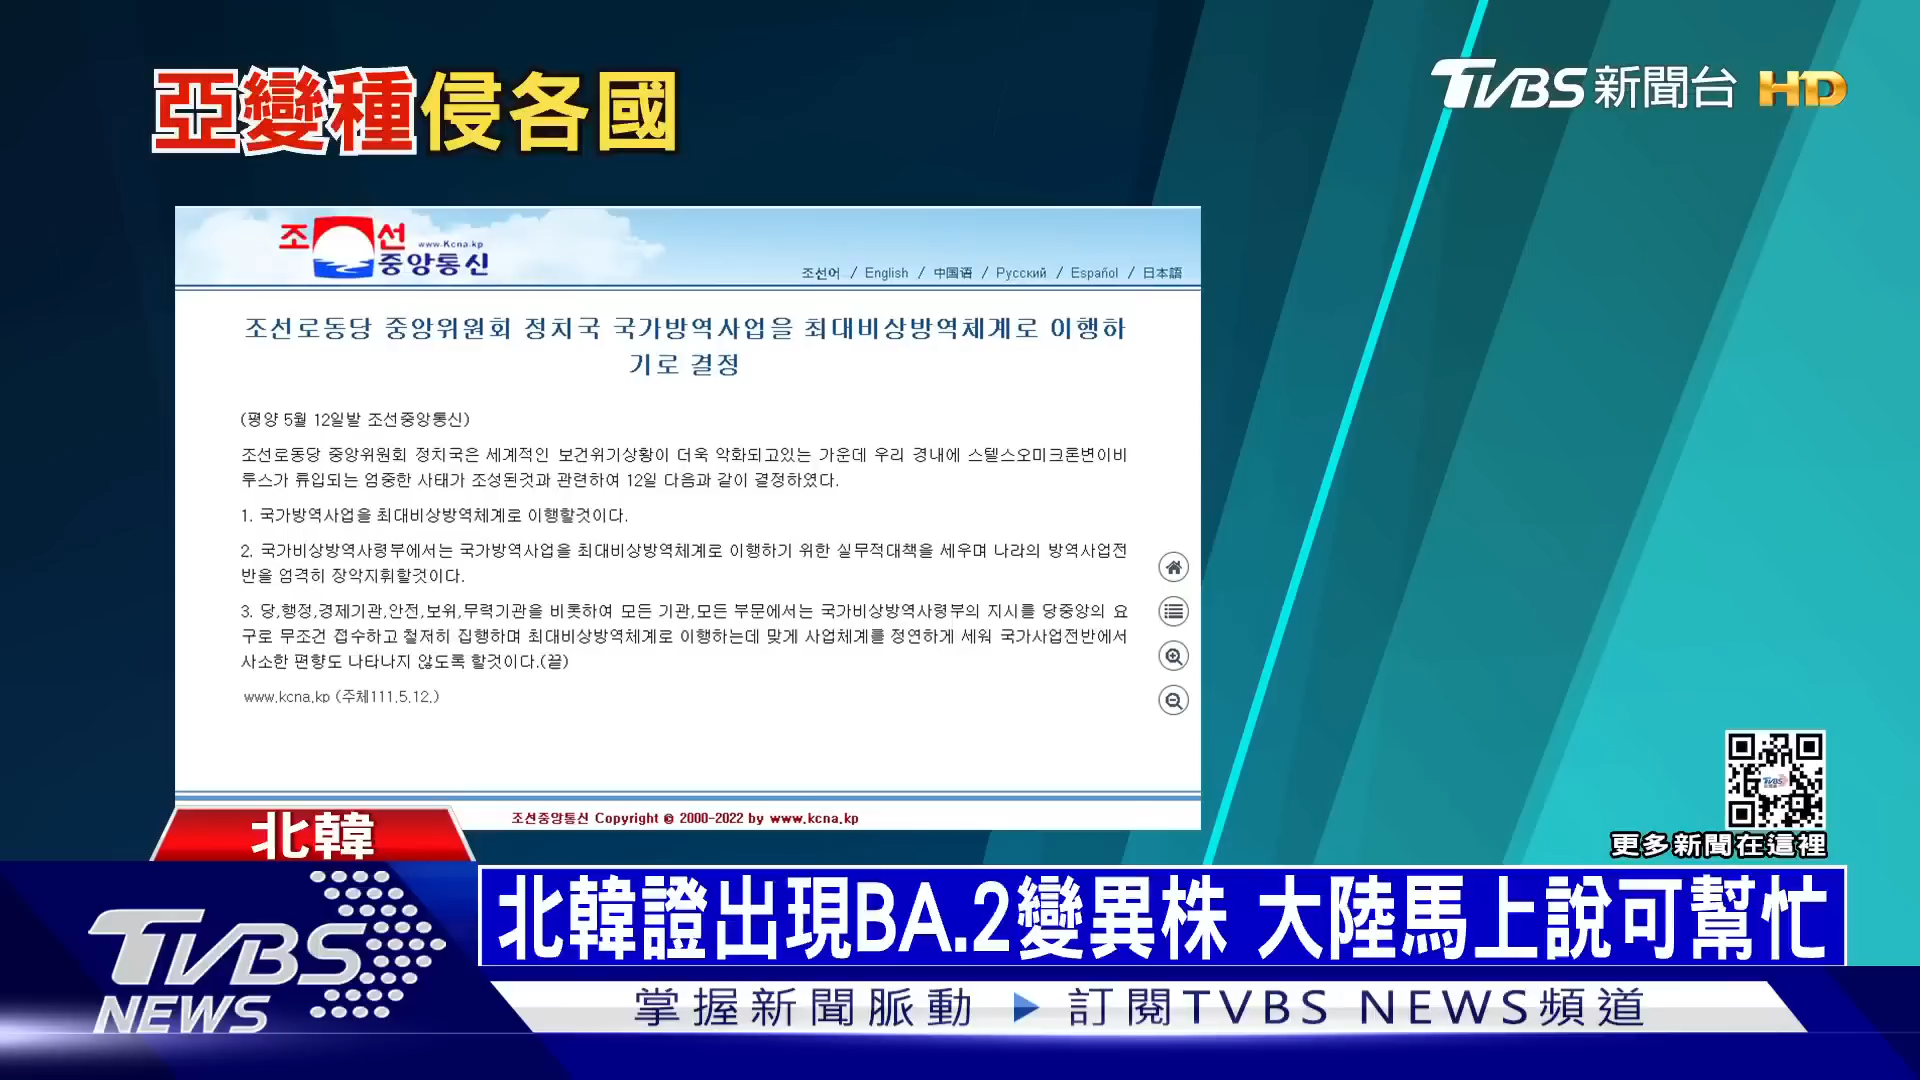 亞變種侵各國
TVBS新聞台 HD
조선 www.Kcna.kp
중앙통신
조선어 / English / 中国语 / Русский / Español / 日本語
조선로동당 중앙위원회 정치국 국가방역사업을 최대비상방역체계로 이행하
기로 결정
(평양 5월 12일발 조선중앙통신)
조선로동당 중앙위원회 정치국은 세계적인 보건위기상황이 더욱 악화되고있는 가운데 우리 경내에 스텔스오미크론변이비
루스가 류입되는 엄중한 사태가 조성된것과 관련하여 12일 다음과 같이 결정하였다.
1. 국가방역사업을 최대비상방역체계로 이행할것이다.
2. 국가비상방역사령부에서는 국가방역사업을 최대비상방역체계로 이행하기 위한 실무적대책을 세우며 나라의 방역사업전
반을 엄격히 장악지휘할것이다.
3. 당,행정,경제기관,안전,보위,무력기관을 비롯하여 모든 기관,모든 부문에서는 국가비상방역사령부의 지시를 당중앙의 요
구로 무조건 접수하고 철저히 집행하며 최대비상방역체계로 이행하는데 맞게 사업체계를 정연하게 세워 국가사업전반에서
사소한 편향도 나타나지 않도록 할것이다.(끝)
www.kcna.kp (주체111.5.12.)
조선중앙통신 Copyright © 2000-2022 by www.kcna.kp
TVBS
更多新聞在這裡
北韓
北韓證出現BA.2變異株 大陸馬上說可幫忙
TVBS
NEWS
掌握新聞脈動 ▶ 訂閱TVBS NEWS頻道